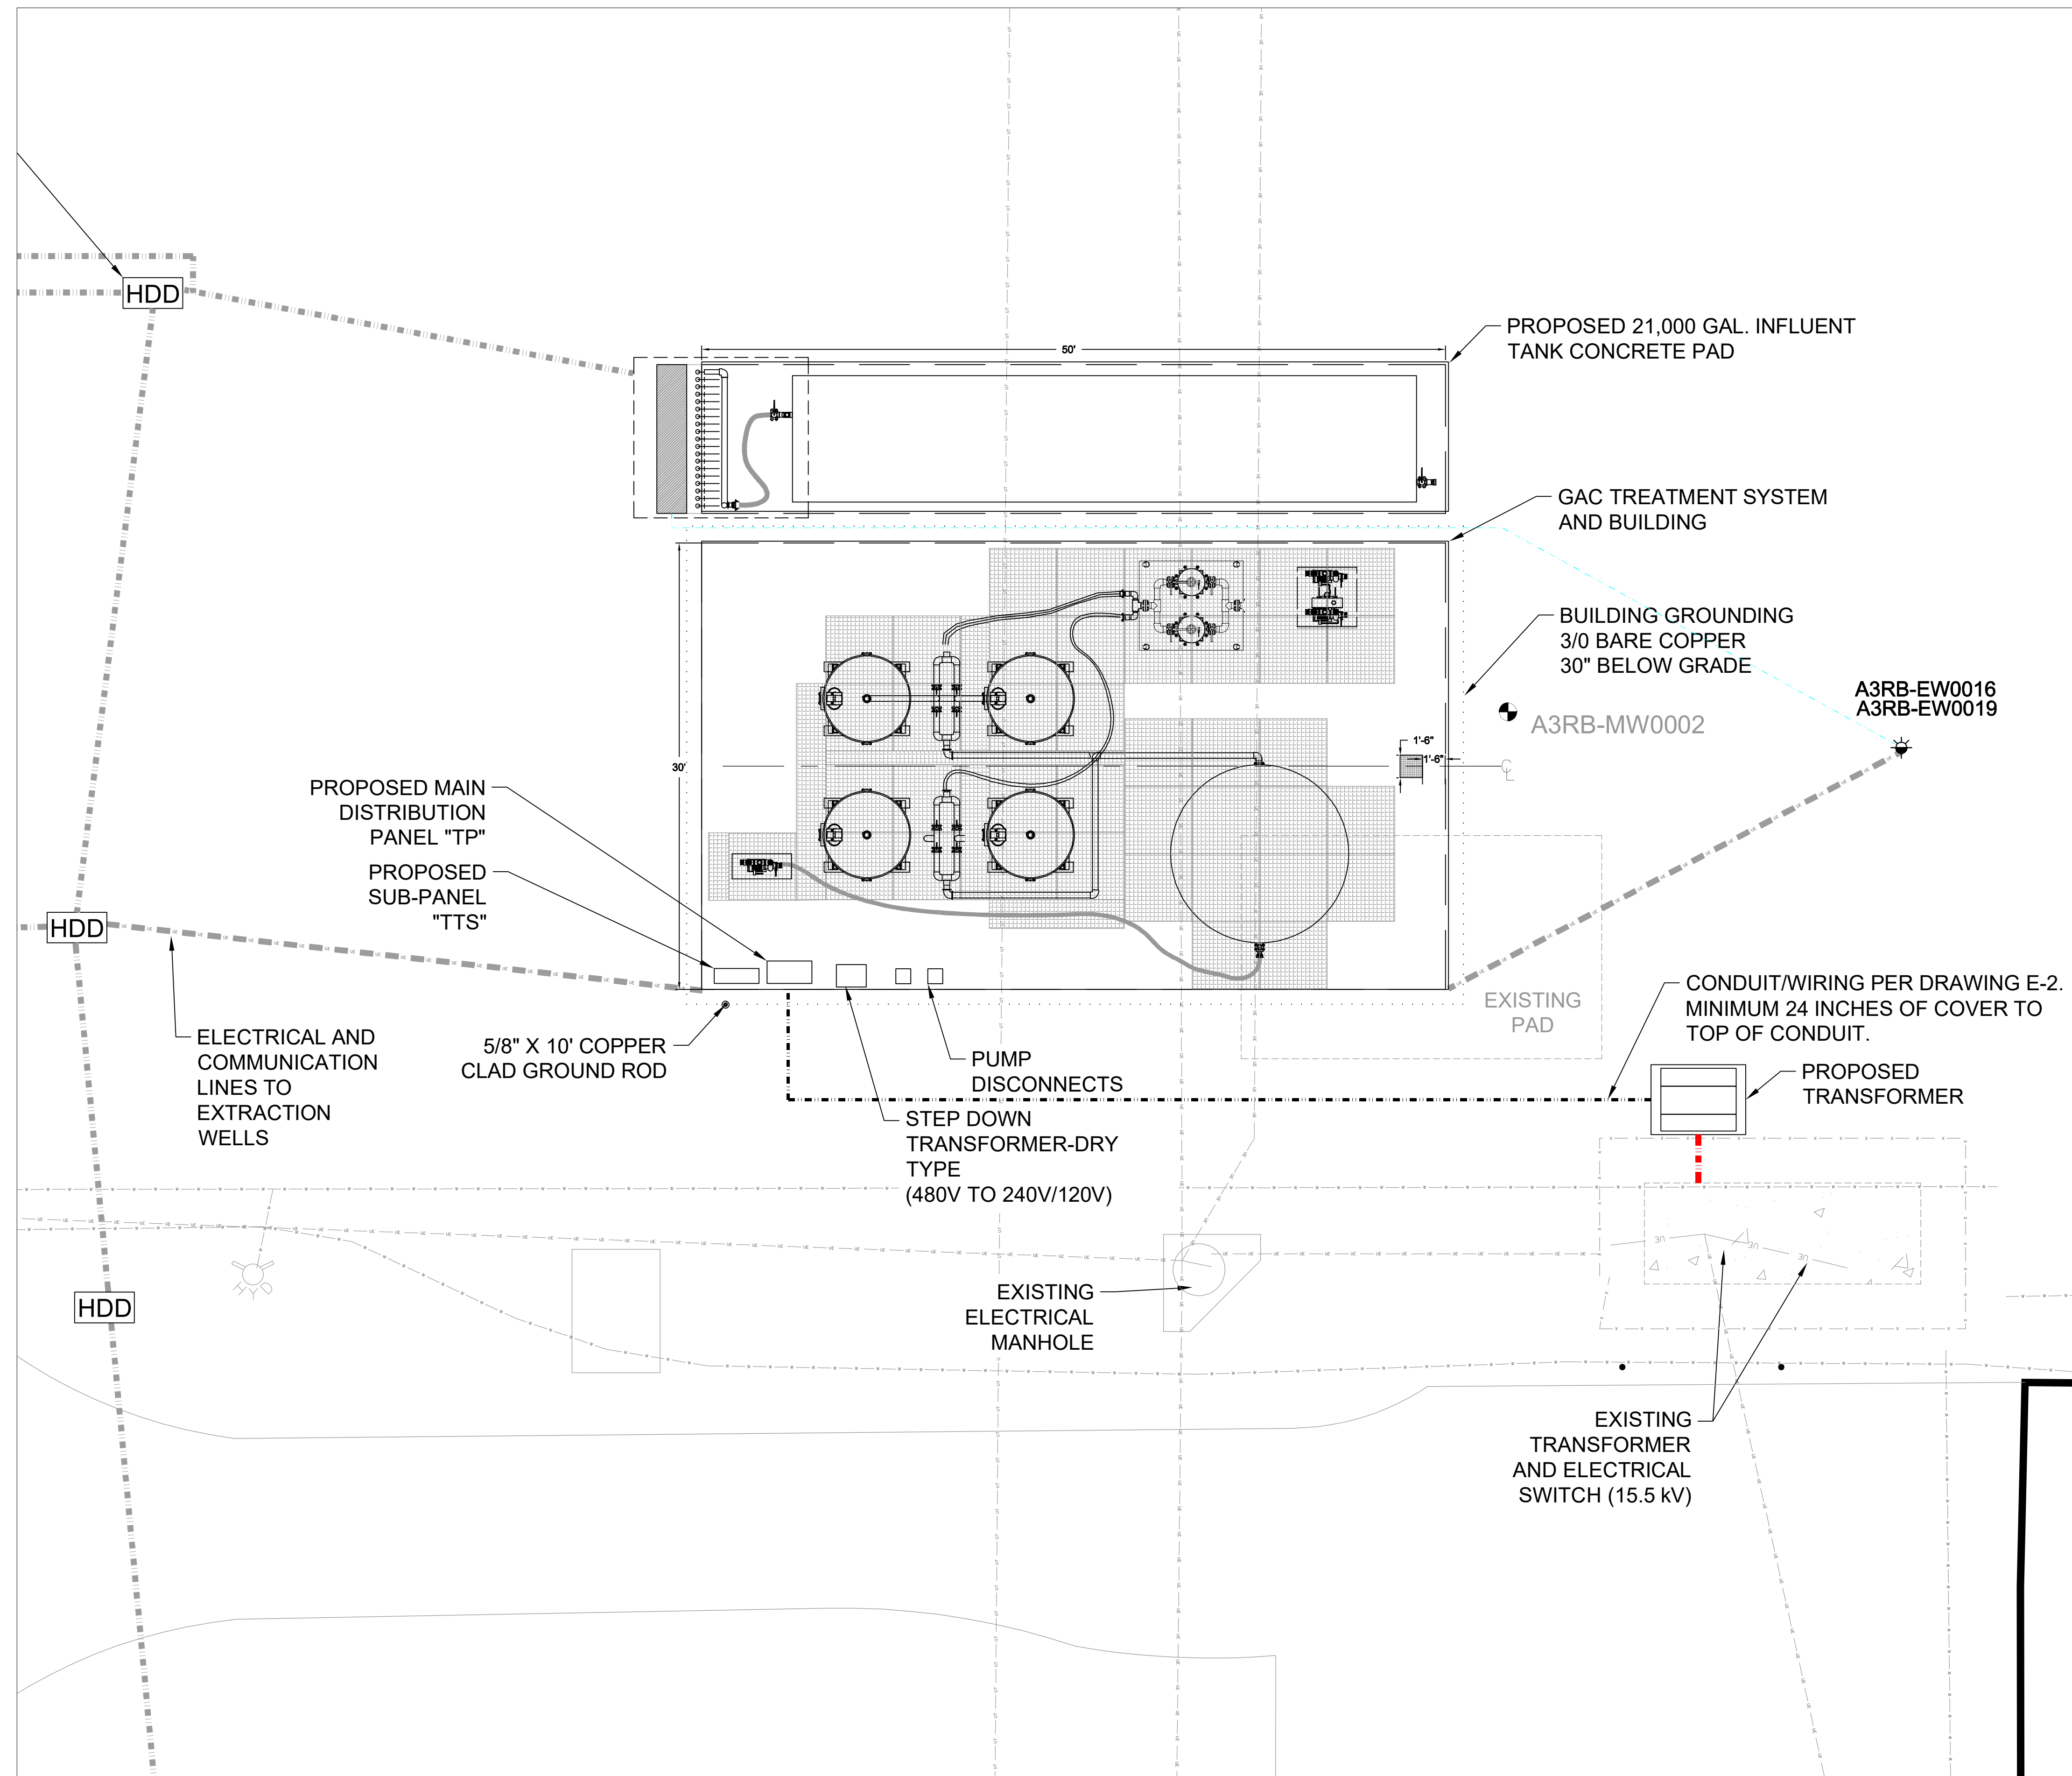 HDD
50'
PROPOSED 21,000 GAL. INFLUENT
TANK CONCRETE PAD
GAC TREATMENT SYSTEM
AND BUILDING
BUILDING GROUNDING
3/0 BARE COPPER
30" BELOW GRADE
A3RB-EW0016
A3RB-EW0019
A3RB-MW0002
1'-6"
1'-6"
30'
CL
PROPOSED MAIN
DISTRIBUTION
PANEL "TP"
PROPOSED
SUB-PANEL
"TTS"
HDD
CONDUIT/WIRING PER DRAWING E-2.
MINIMUM 24 INCHES OF COVER TO
TOP OF CONDUIT.
EXISTING
PAD
ELECTRICAL AND
COMMUNICATION
LINES TO
EXTRACTION
WELLS
5/8" X 10' COPPER
CLAD GROUND ROD
PUMP
DISCONNECTS
PROPOSED
TRANSFORMER
STEP DOWN
TRANSFORMER-DRY
TYPE
(480V TO 240V/120V)
UE
UE
UE
HYD
HDD
EXISTING
ELECTRICAL
MANHOLE
EXISTING
TRANSFORMER
AND ELECTRICAL
SWITCH (15.5 kV)